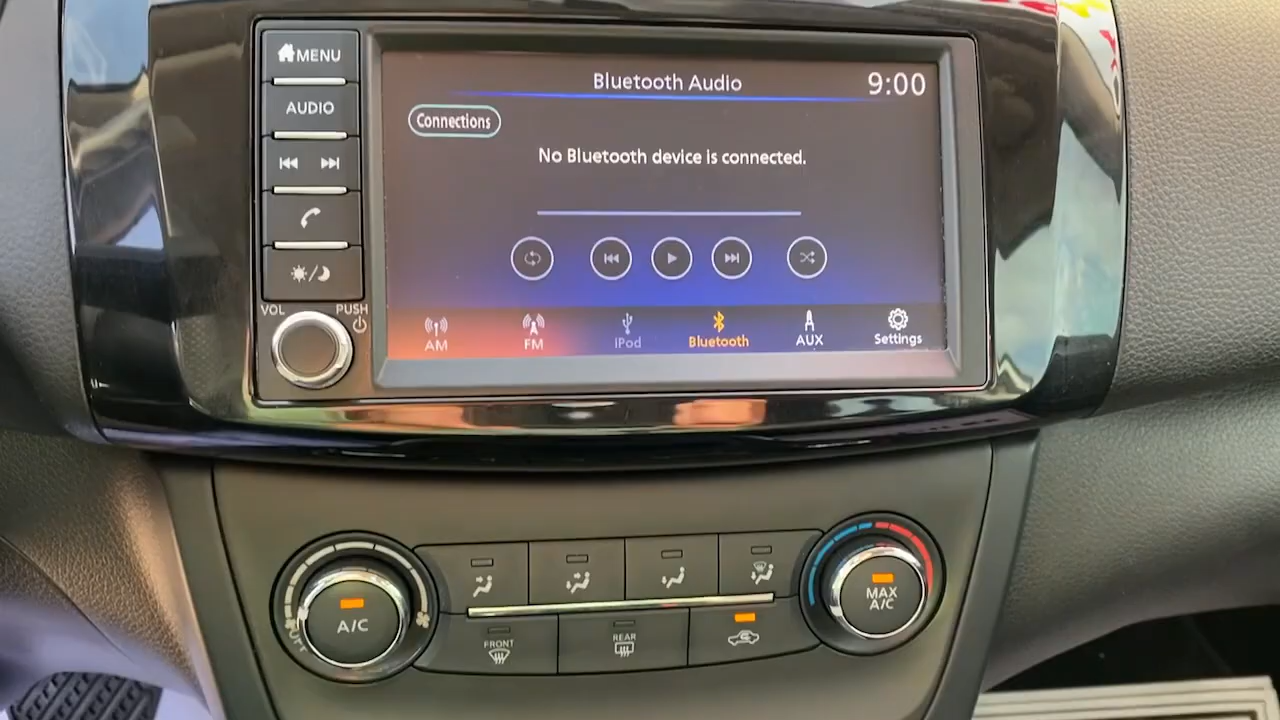 MENU
AUDIO
VOL
PUSH
Bluetooth Audio
9:00
Connections
No Bluetooth device is connected.
AM
FM
iPod
Bluetooth
AUX
Settings
A/C
OFF
FRONT
REAR
MAX
A/C